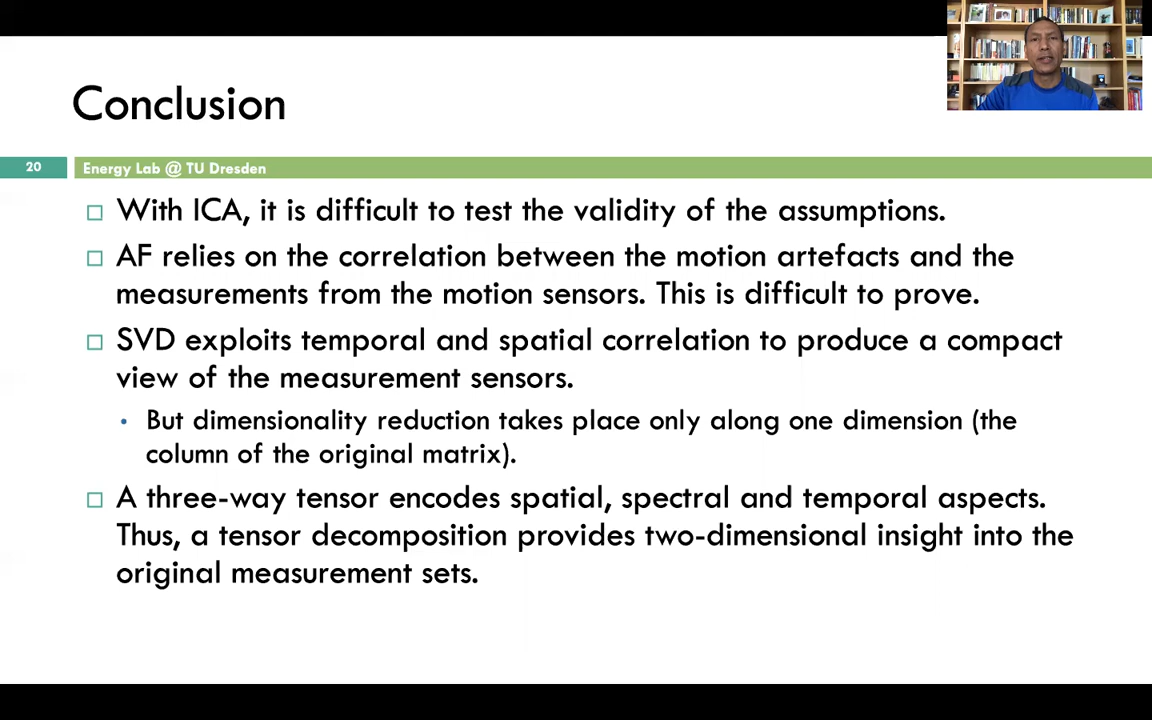 Conclusion
20
Energy Lab @ TU Dresden
With ICA, it is difficult to test the validity of the assumptions.
AF relies on the correlation between the motion artefacts and the
measurements from the motion sensors. This is difficult to prove.
SVD exploits temporal and spatial correlation to produce a compact
view of the measurement sensors.
But dimensionality reduction takes place only along one dimension (the
column of the original matrix).
A three-way tensor encodes spatial, spectral and temporal aspects.
Thus, a tensor decomposition provides two-dimensional insight into the
original measurement sets.